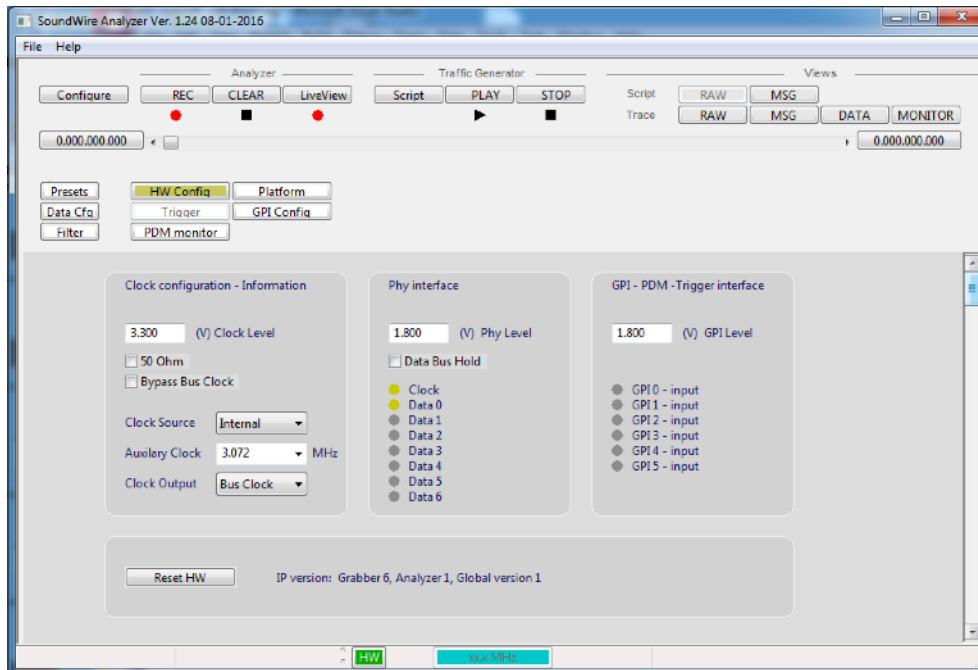 SoundWire Analyzer Ver. 1.24 08-01-2016
File Help
Analyzer Traffic Generator Views
Configure REC CLEAR LiveView Script PLAY STOP Script RAW MSG
Trace RAW MSG DATA MONITOR
0.000.000.000 0.000.000.000
Presets HW Config Platform
Data Cfg Trigger GPI Config
Filter PDM monitor
Clock configuration - Information Phy interface GPI - PDM -Trigger interface
3.300 (V) Clock Level 1.800 (V) Phy Level 1.800 (V) GPI Level
50 Ohm Data Bus Hold
Bypass Bus Clock
Clock GPI 0 - input
Data 0 GPI 1 - input
Clock Source Internal Data 1 GPI 2 - input
Data 2 GPI 3 - input
Auxilary Clock 3.072 MHz Data 3 GPI 4 - input
Data 4 GPI 5 - input
Clock Output Bus Clock Data 5
Data 6
Reset HW IP version: Grabber 6, Analyzer 1, Global version 1
HW xx.x MHz